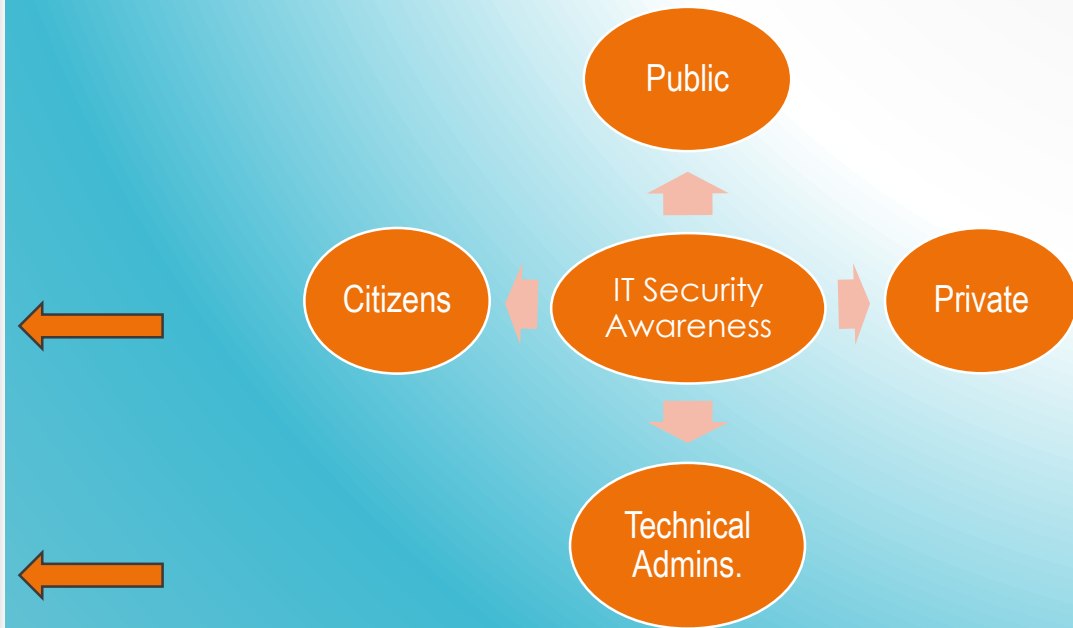 Public
Citizens
IT Security
Awareness
Private
Technical
Admins.